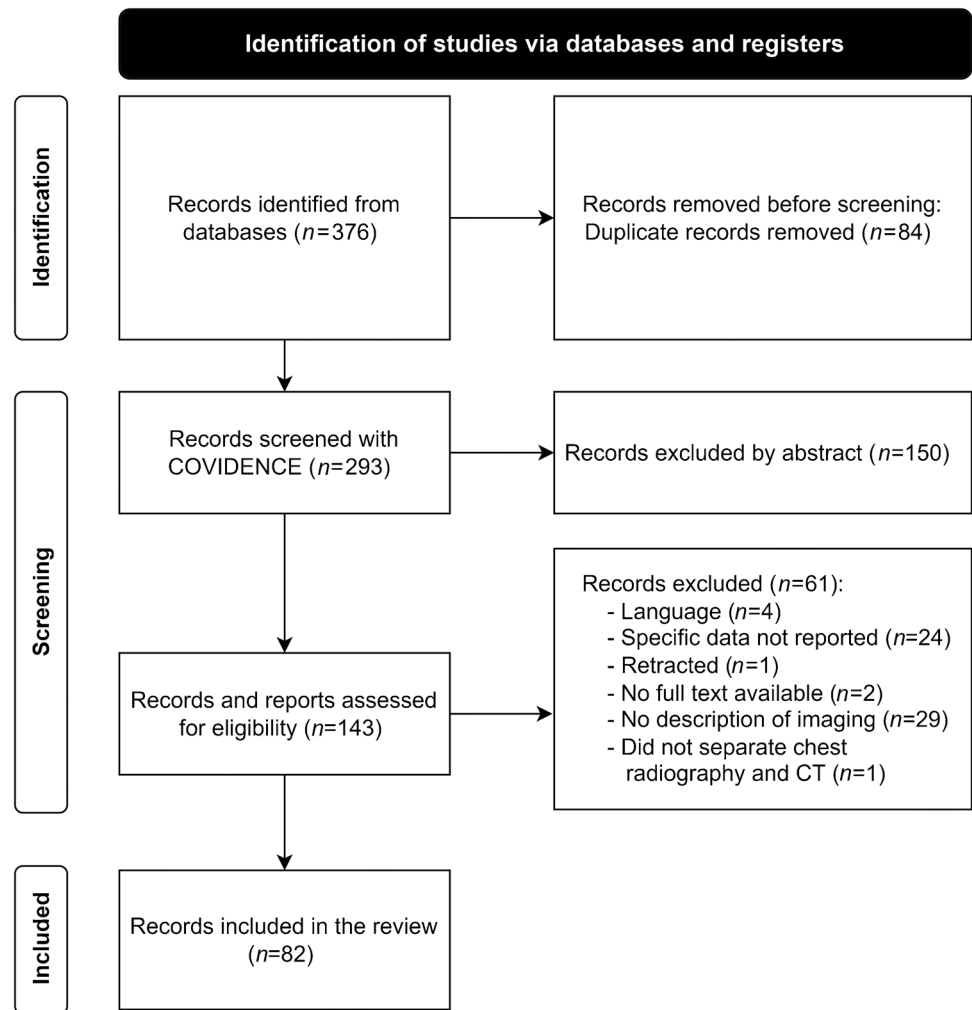 Identification of studies via databases and registers
Identification
Records identified from
databases (n=376)
Records removed before screening:
Duplicate records removed (n=84)
Screening
Records screened with
COVIDENCE (n=293)
Records excluded by abstract (n=150)
Records and reports assessed
for eligibility (n=143)
Records excluded (n=61):
- Language (n=4)
- Specific data not reported (n=24)
- Retracted (n=1)
- No full text available (n=2)
- No description of imaging (n=29)
- Did not separate chest
radiography and CT (n=1)
Included
Records included in the review
(n=82)